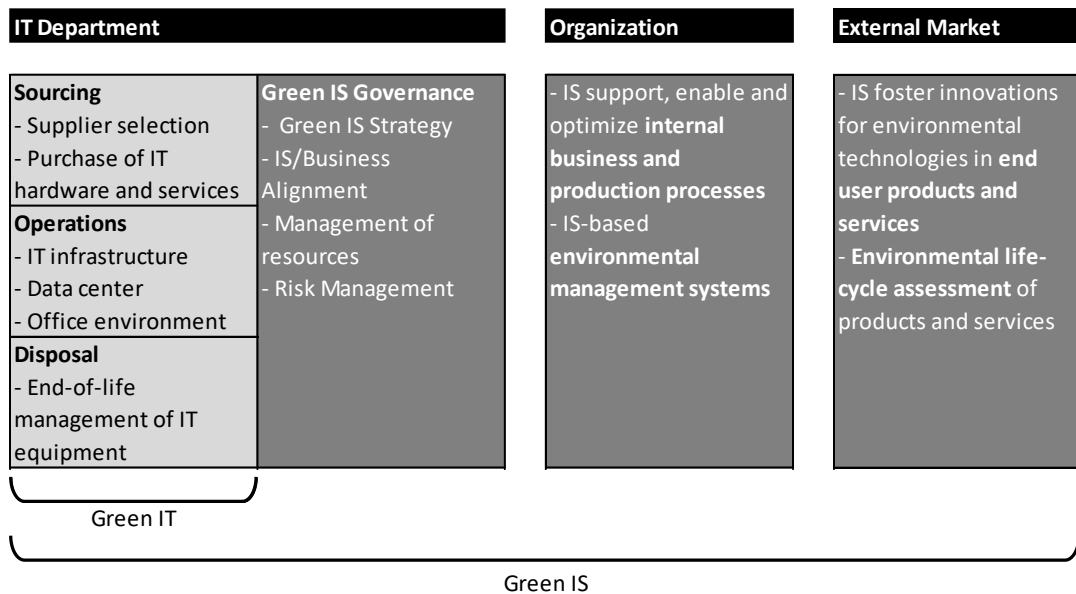 IT Department
Organization
External Market
Sourcing
- Supplier selection
- Purchase of IT
hardware and services
Operations
- IT infrastructure
- Data center
- Office environment
Disposal
- End-of-life
management of IT
equipment
Green IS Governance
- Green IS Strategy
- IS/Business
Alignment
- Management of
resources
- Risk Management
- IS support, enable and
optimize internal
business and
production processes
- IS-based
environmental
management systems
- IS foster innovations
for environmental
technologies in end
user products and
services
- Environmental life-
cycle assessment of
products and services
Green IT
Green IS